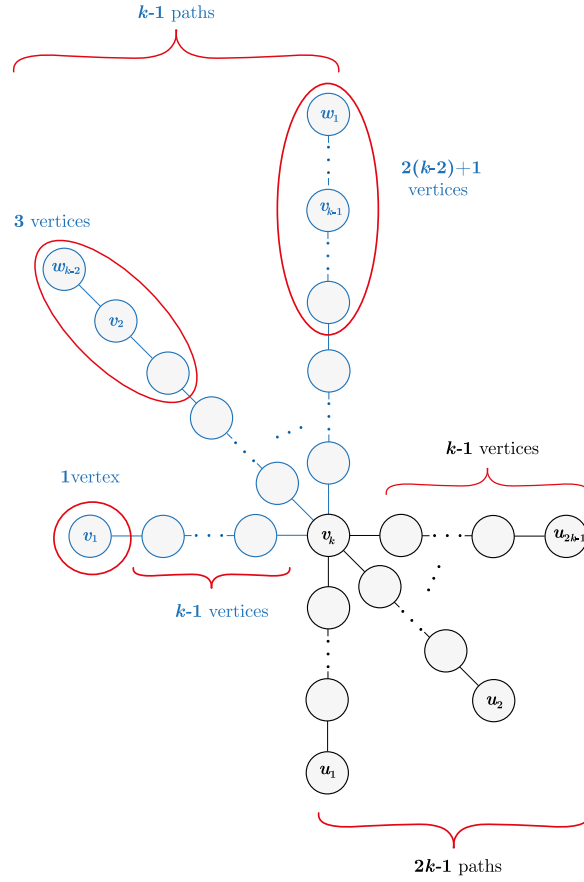 k-1 paths
w1
2(k-2)+1
vertices
vk-1
3 vertices
wk-2
v2
k-1 vertices
1vertex
v1
vk
u2k-1
k-1 vertices
u2
u1
2k-1 paths